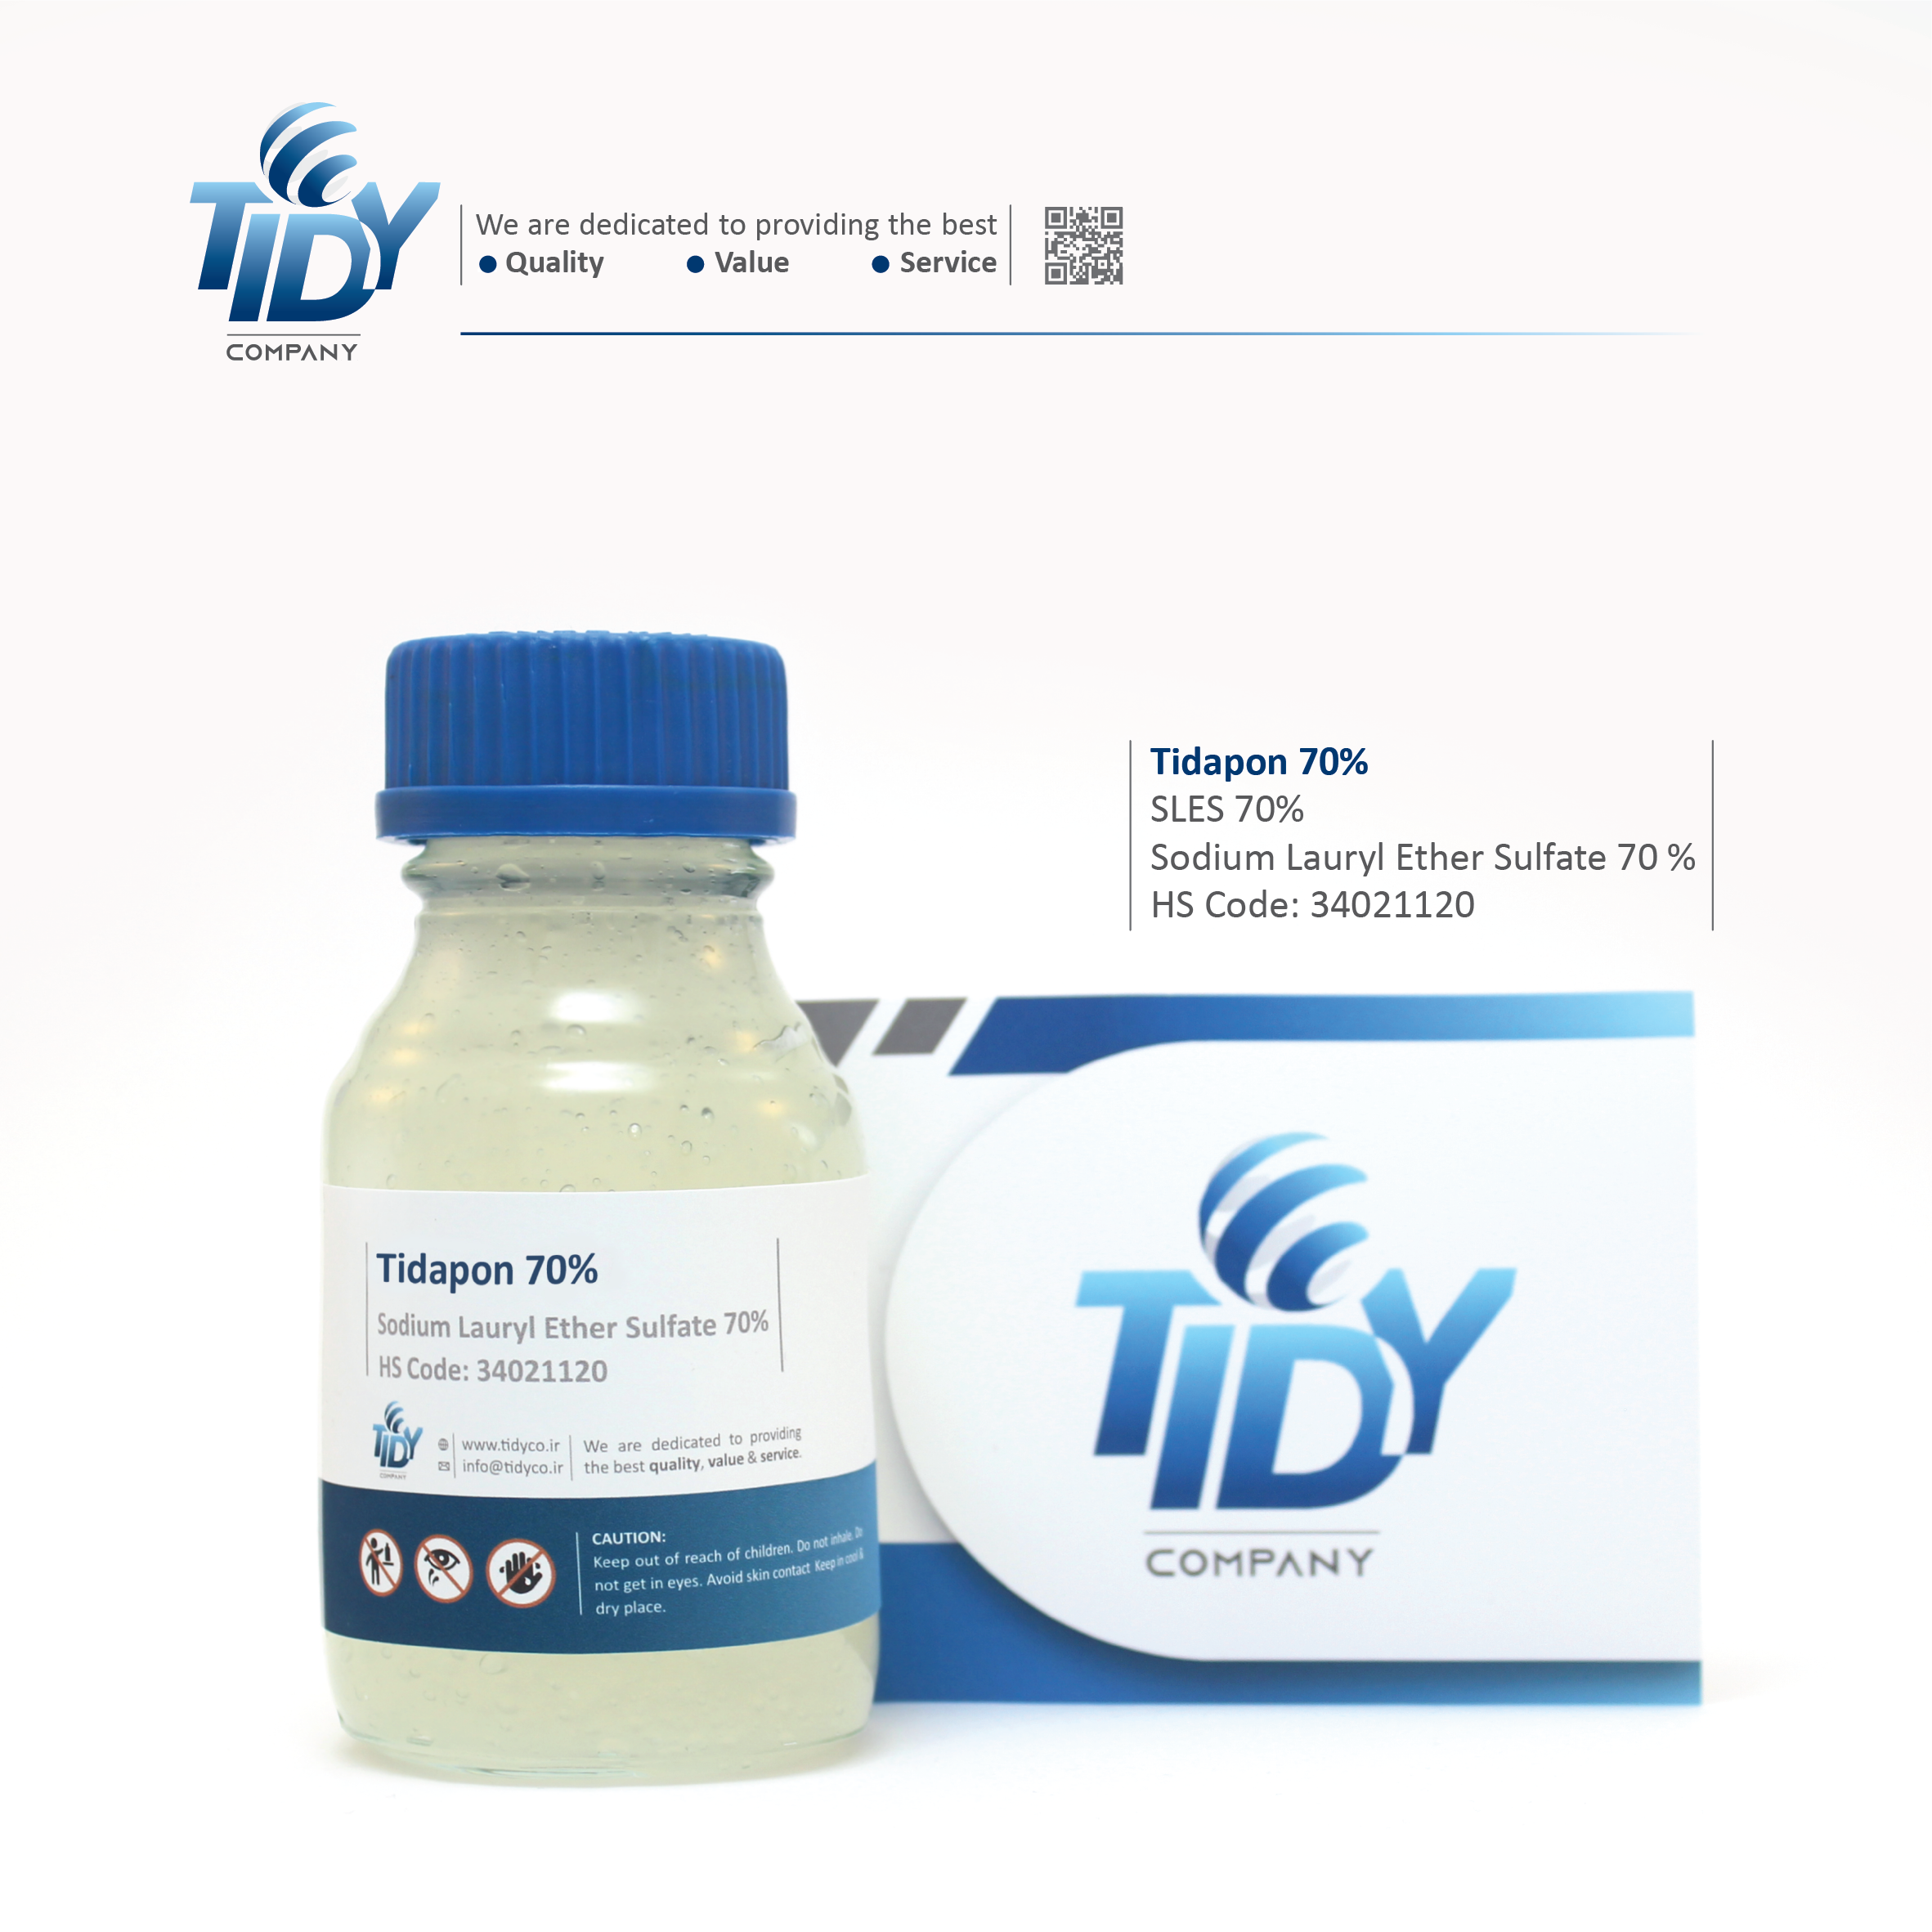 TIDY
COMPANY
We are dedicated to providing the best
● Quality ● Value ● Service
Tidapon 70%
SLES 70%
Sodium Lauryl Ether Sulfate 70 %
HS Code: 34021120
Tidapon 70%
Sodium Lauryl Ether Sulfate 70%
HS Code: 34021120
TIDY
COMPANY
www.tidyco.ir
info@tidyco.ir
We are dedicated to providing
the best quality, value & service.
CAUTION:
Keep out of reach of children. Do not inhale. Do
not get in eyes. Avoid skin contact Keep in cool &
dry place.
TIDY
COMPANY